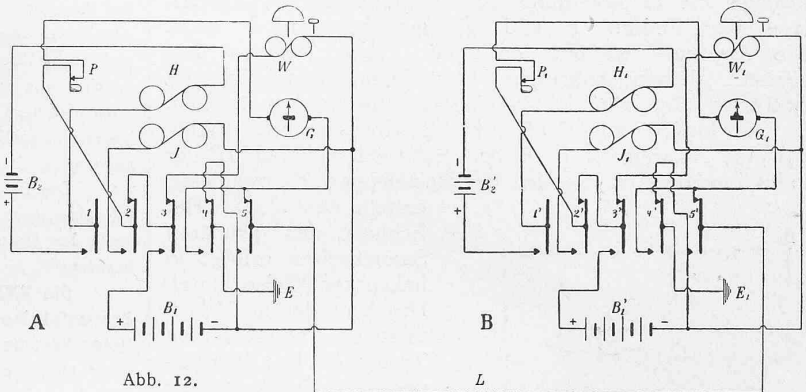 P H W
G
J
- B₂ +
1 2 3 4 5
E
A + B₁ -
Abb. 12.
P₁ H₁ W₁
G₁
J₁
- B₂' +
1' 2' 3' 4' 5'
E₁
B + B₁' -
L